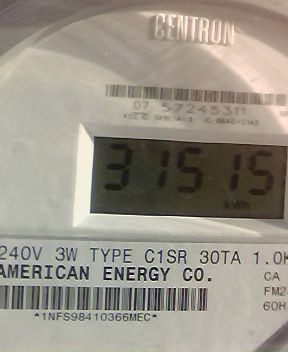 CENTRON
07 57245311
31515
kWh
240V 3W TYPE C1SR 30TA 1.0K
AMERICAN ENERGY CO.
CA
FM2
60H
*1NFS98410366MEC*